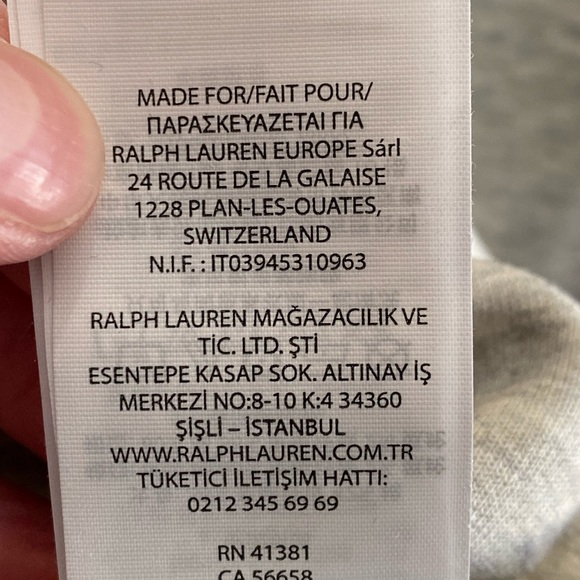 MADE FOR/FAIT POUR/
ΠΑΡΑΣΚΕΥΑΖΕΤΑΙ ΓΙΑ
RALPH LAUREN EUROPE Sárl
24 ROUTE DE LA GALAISE
1228 PLAN-LES-OUATES,
SWITZERLAND
N.I.F. : IT03945310963
RALPH LAUREN MAĞAZACILIK VE
TİC. LTD. ŞTİ
ESENTEPE KASAP SOK. ALTINAY İŞ
MERKEZİ NO:8-10 K:4 34360
ŞİŞLİ – İSTANBUL
WWW.RALPHLAUREN.COM.TR
TÜKETİCİ İLETİŞİM HATTI:
0212 345 69 69
RN 41381
CA 56658